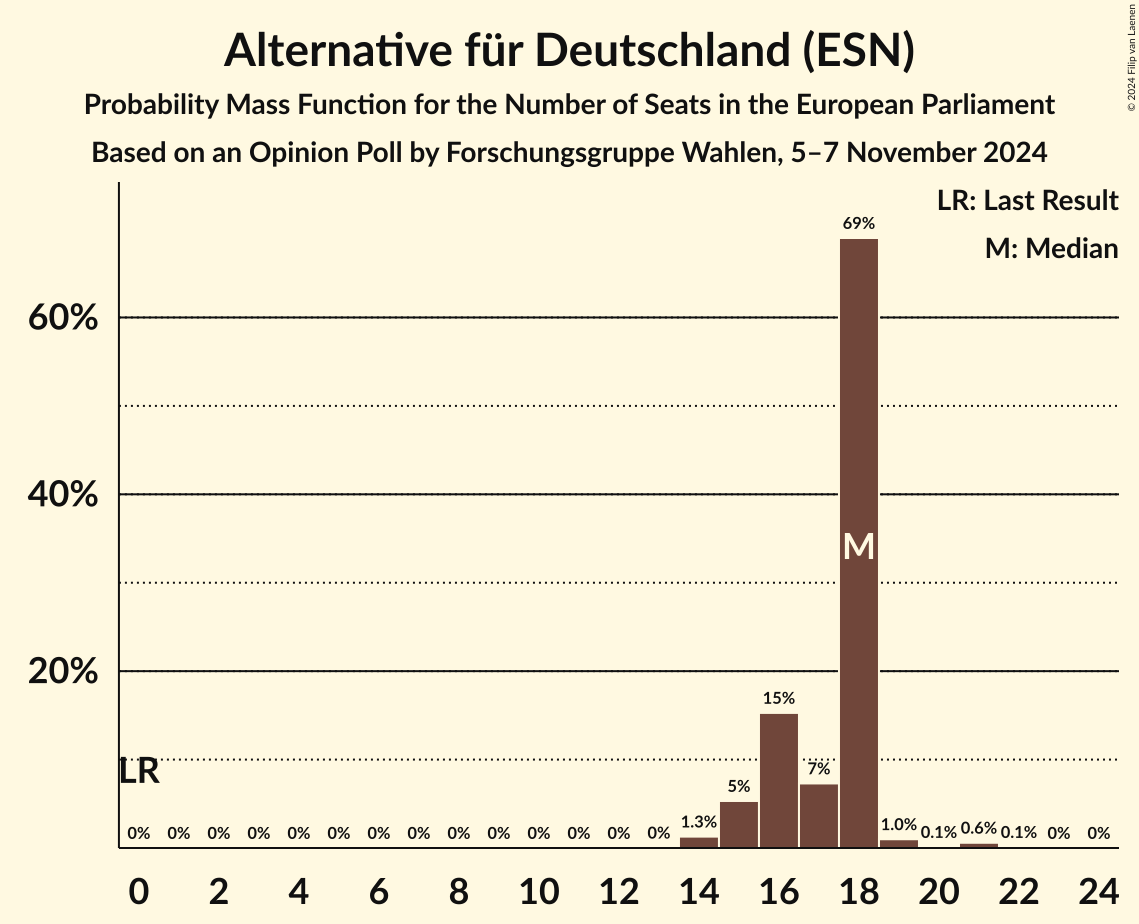 © 2024 Filip van Laenen
Alternative für Deutschland (ESN)
Probability Mass Function for the Number of Seats in the European Parliament
Based on an Opinion Poll by Forschungsgruppe Wahlen, 5–7 November 2024
LR: Last Result
M: Median
69%
60%
40%
M
20%
15%
LR
7%
5%
0% 0% 0% 0% 0% 0% 0% 0% 0% 0% 0% 0% 0% 0% 1.3% 1.0% 0.1% 0.6% 0.1% 0% 0%
0 2 4 6 8 10 12 14 16 18 20 22 24